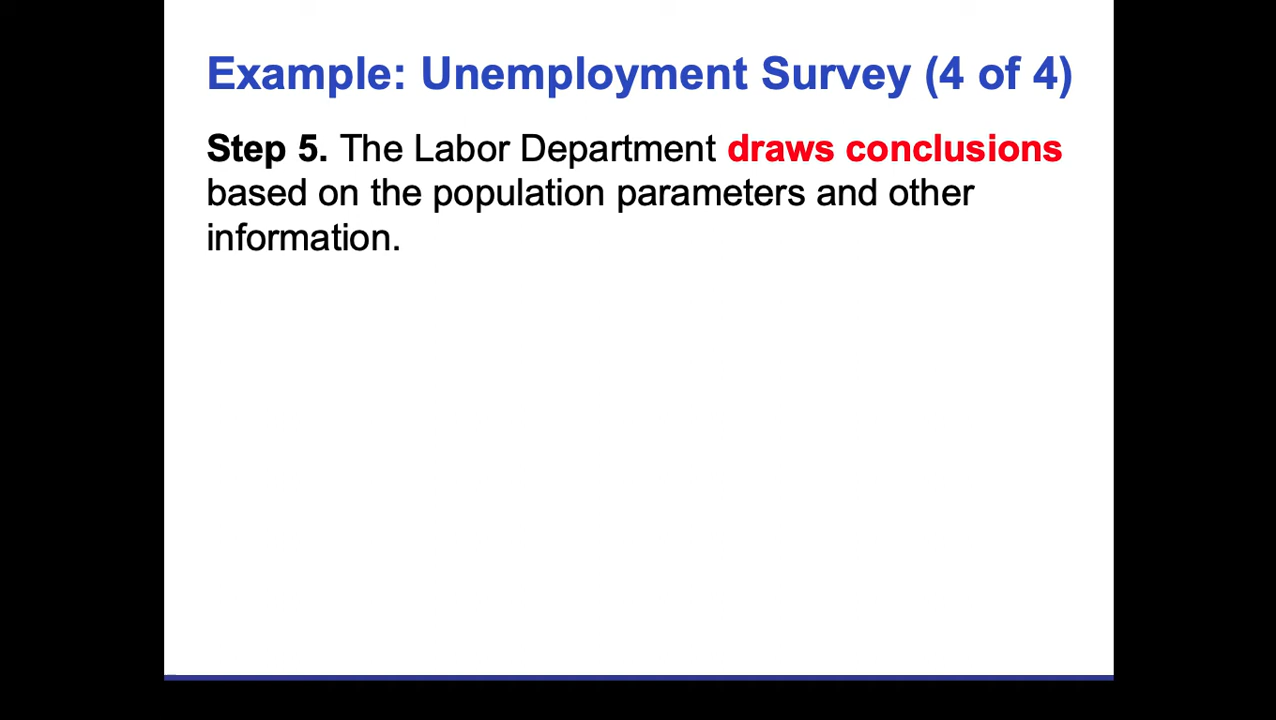 Example: Unemployment Survey (4 of 4)
Step 5. The Labor Department draws conclusions
based on the population parameters and other
information.